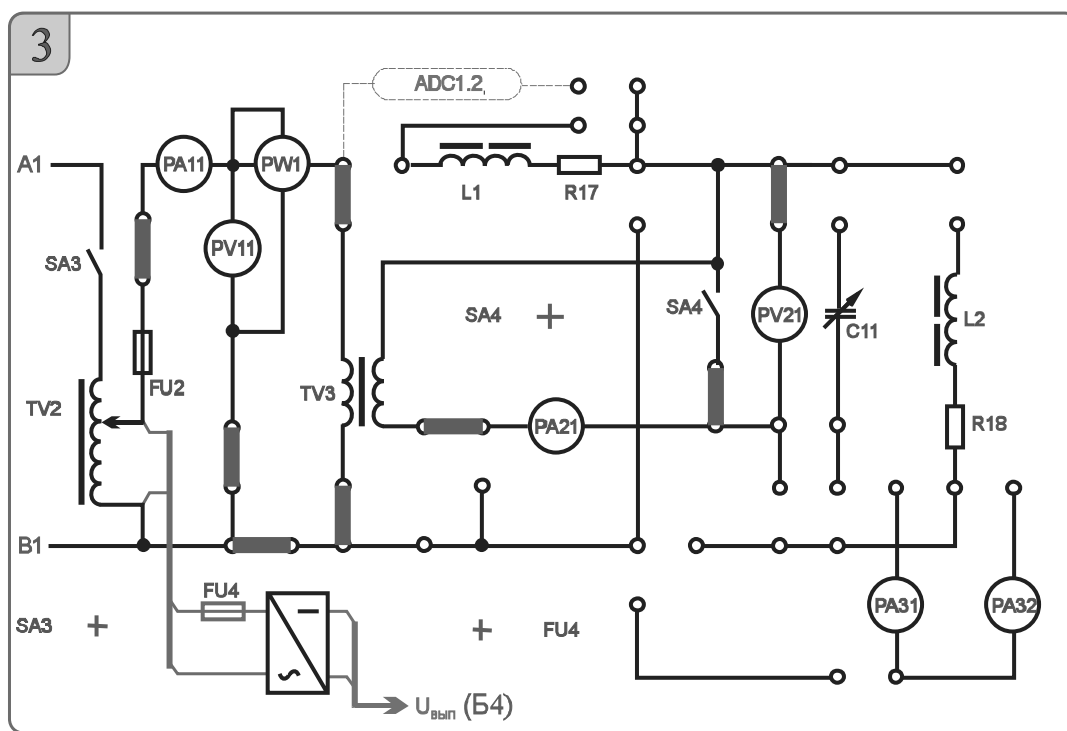 3
ADC1.2,
A1
PA11
PW1
L1
R17
SA3
PV11
SA4
SA4
PV21
C11
L2
FU2
TV3
TV2
PA21
R18
B1
FU4
PA31
PA32
SA3
FU4
Uвып (Б4)